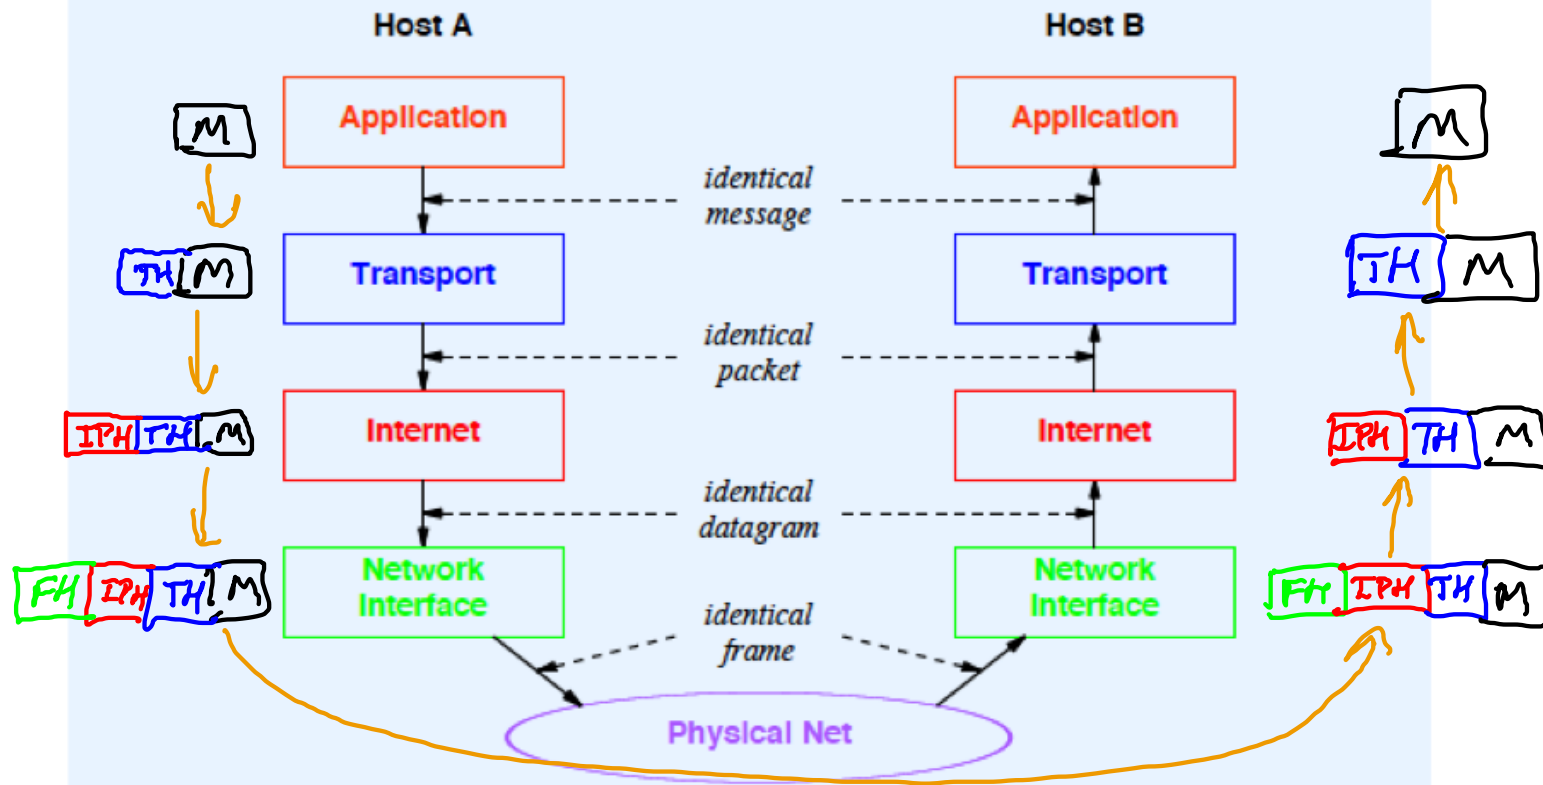 Host A Host B
M Application Application M
identical
message
TH M Transport Transport TH M
identical
packet
IPH TH M Internet Internet IPH TH M
identical
datagram
FH IPH TH M Network Interface Network Interface FH IPH TH M
identical
frame
Physical Net